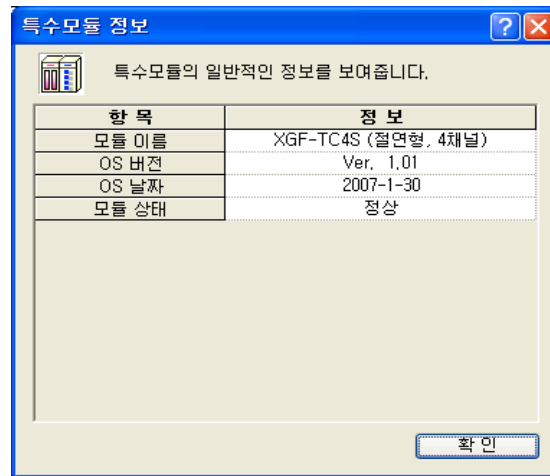 특수모듈 정보
특수모듈의 일반적인 정보를 보여줍니다.
항 목 정 보
모듈 이름 XGF-TC4S (절연형, 4채널)
OS 버전 Ver, 1,01
OS 날짜 2007-1-30
모듈 상태 정상
확 인